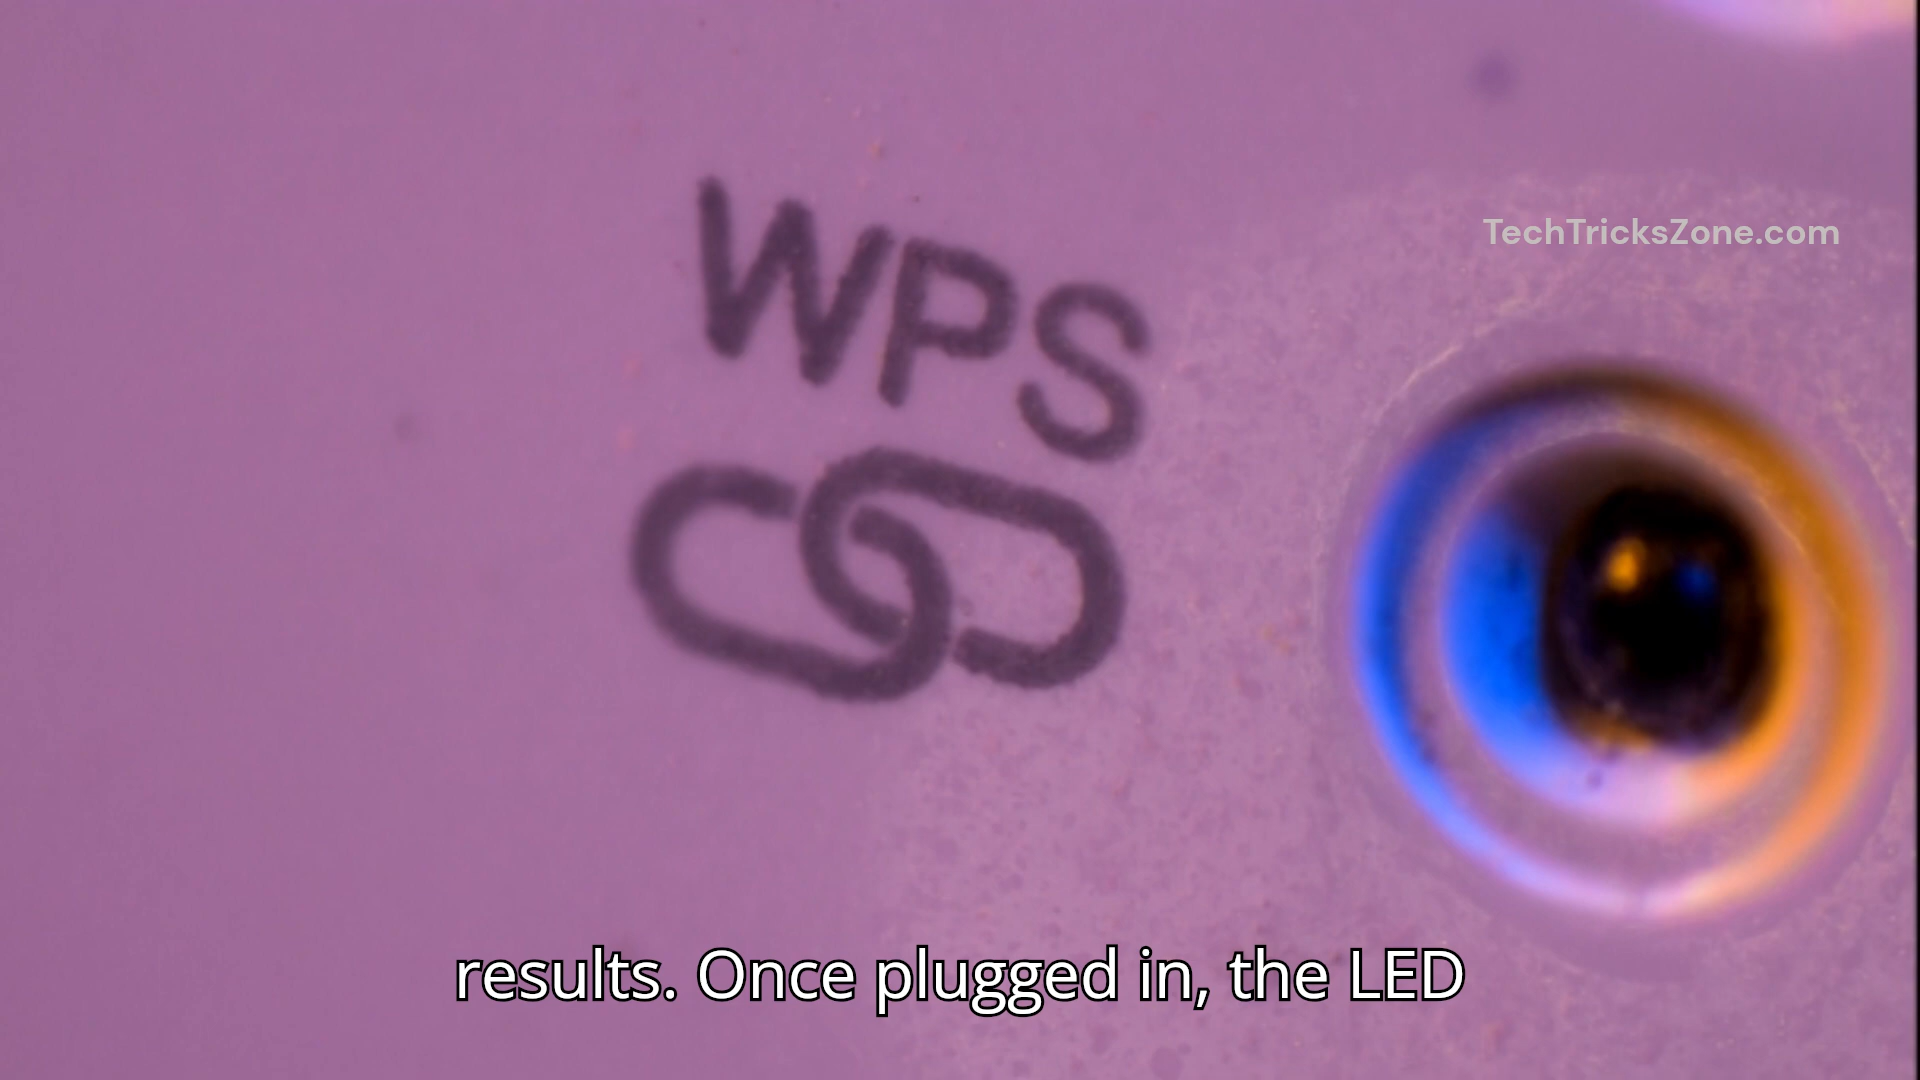 WPS
TechTricksZone.com
results. Once plugged in, the LED